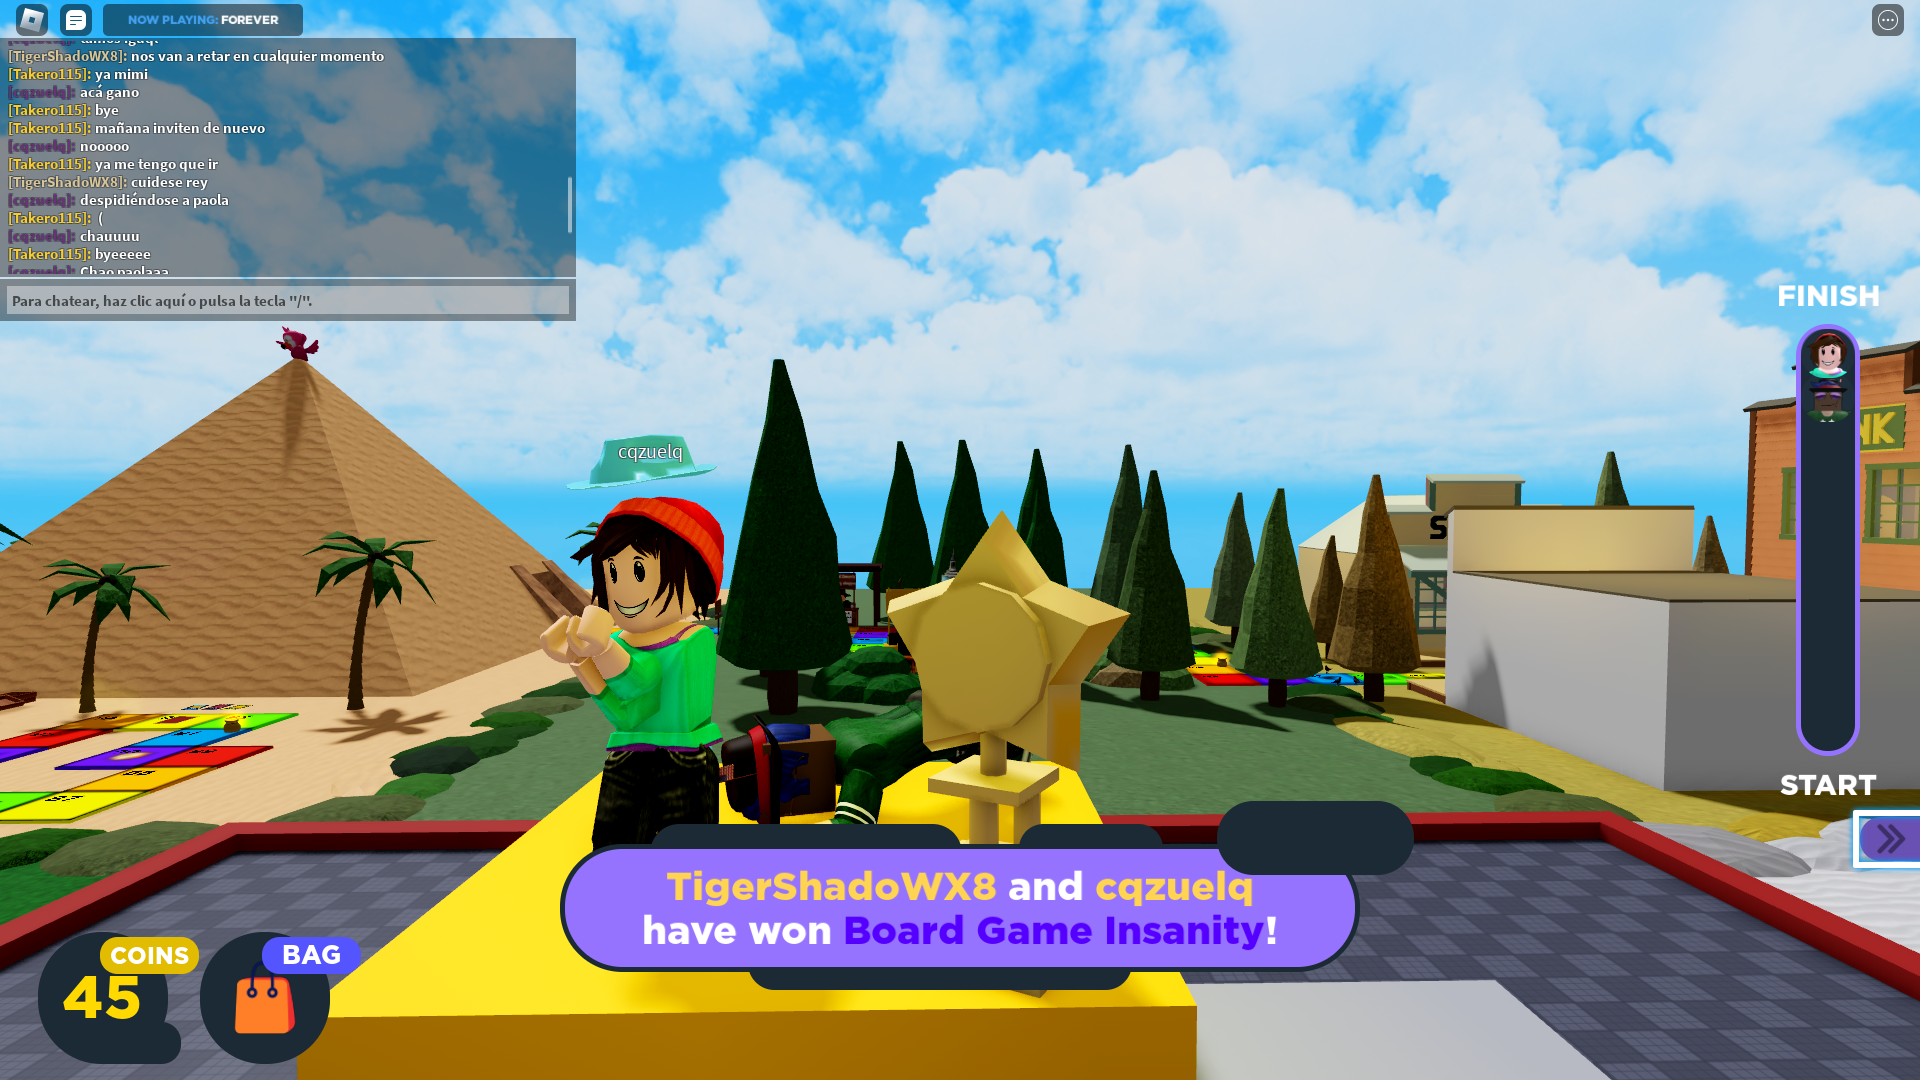 NOW PLAYING: FOREVER
[TigerShadoWX8]: nos van a retar en cualquier momento
[Takero115]: ya mimi
[cqzuelq]: acá gano
[Takero115]: bye
[Takero115]: mañana inviten de nuevo
[cqzuelq]: nooooo
[Takero115]: ya me tengo que ir
[TigerShadoWX8]: cuidese rey
[cqzuelq]: despidiéndose a paola
[Takero115]: (
[cqzuelq]: chauuuu
[Takero115]: byeeeee
[cqzuelq]: Chao paolaaa
Para chatear, haz clic aquí o pulsa la tecla "/".
FINISH
cqzuelq
NK
S
START
TigerShadoWX8 and cqzuelq
have won Board Game Insanity!
COINS
45
BAG